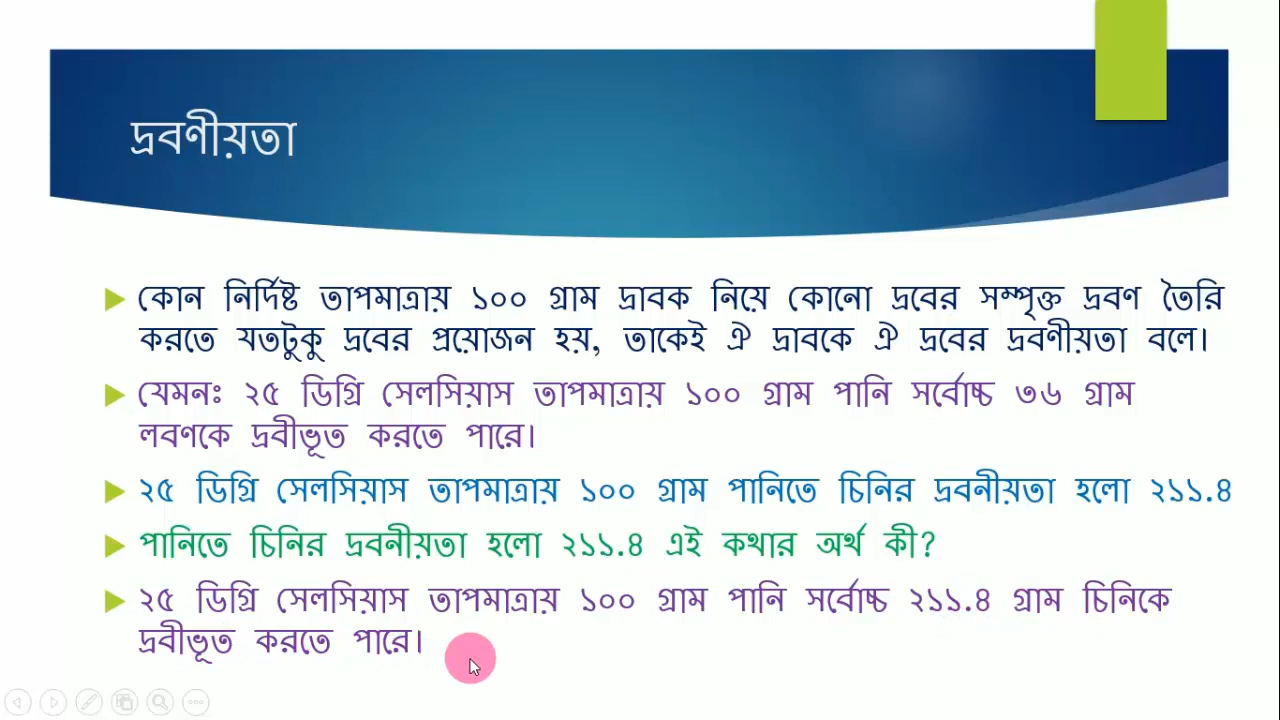 দ্রবণীয়তা
কোন নির্দিষ্ট তাপমাত্রায় ১০০ গ্রাম দ্রাবক নিয়ে কোনো দ্রবের সম্পৃক্ত দ্রবণ তৈরি
করতে যতটুকু দ্রবের প্রয়োজন হয়, তাকেই ঐ দ্রাবকে ঐ দ্রবের দ্রবণীয়তা বলে।
যেমনঃ ২৫ ডিগ্রি সেলসিয়াস তাপমাত্রায় ১০০ গ্রাম পানি সর্বোচ্চ ৩৬ গ্রাম
লবণকে দ্রবীভূত করতে পারে।
২৫ ডিগ্রি সেলসিয়াস তাপমাত্রায় ১০০ গ্রাম পানিতে চিনির দ্রবনীয়তা হলো ২১১.৪
পানিতে চিনির দ্রবনীয়তা হলো ২১১.৪ এই কথার অর্থ কী?
২৫ ডিগ্রি সেলসিয়াস তাপমাত্রায় ১০০ গ্রাম পানি সর্বোচ্চ ২১১.৪ গ্রাম চিনিকে
দ্রবীভূত করতে পারে।